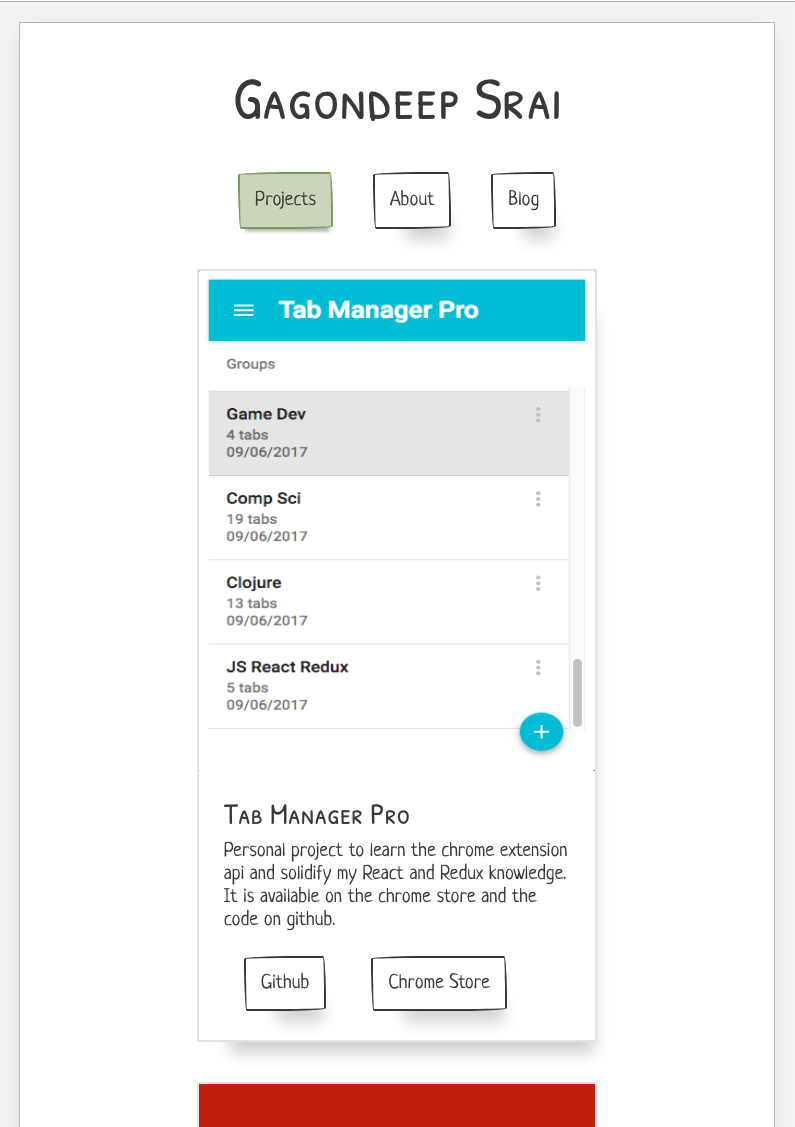 Gagondeep Srai
Projects
About
Blog
Tab Manager Pro
Groups
Game Dev
4 tabs
09/06/2017
Comp Sci
19 tabs
09/06/2017
Clojure
13 tabs
09/06/2017
JS React Redux
5 tabs
09/06/2017
+
Tab Manager Pro
Personal project to learn the chrome extension
api and solidify my React and Redux knowledge.
It is available on the chrome store and the
code on github.
Github
Chrome Store